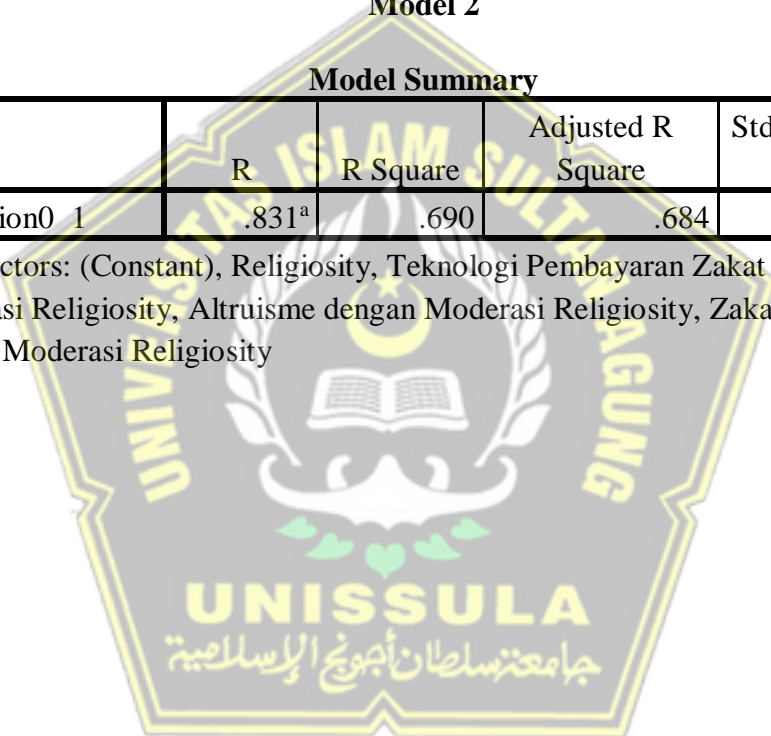 Model 2
Model Summary
R R Square Adjusted R Square Std
ion0 1 .831a .690 .684
ctors: (Constant), Religiosity, Teknologi Pembayaran Zakat
asi Religiosity, Altruisme dengan Moderasi Religiosity, Zaka
Moderasi Religiosity
UNIVERSITAS ISLAM SULTAN AGUNG
UNISSULA
جامعة سلطان أجونج الإسلامية